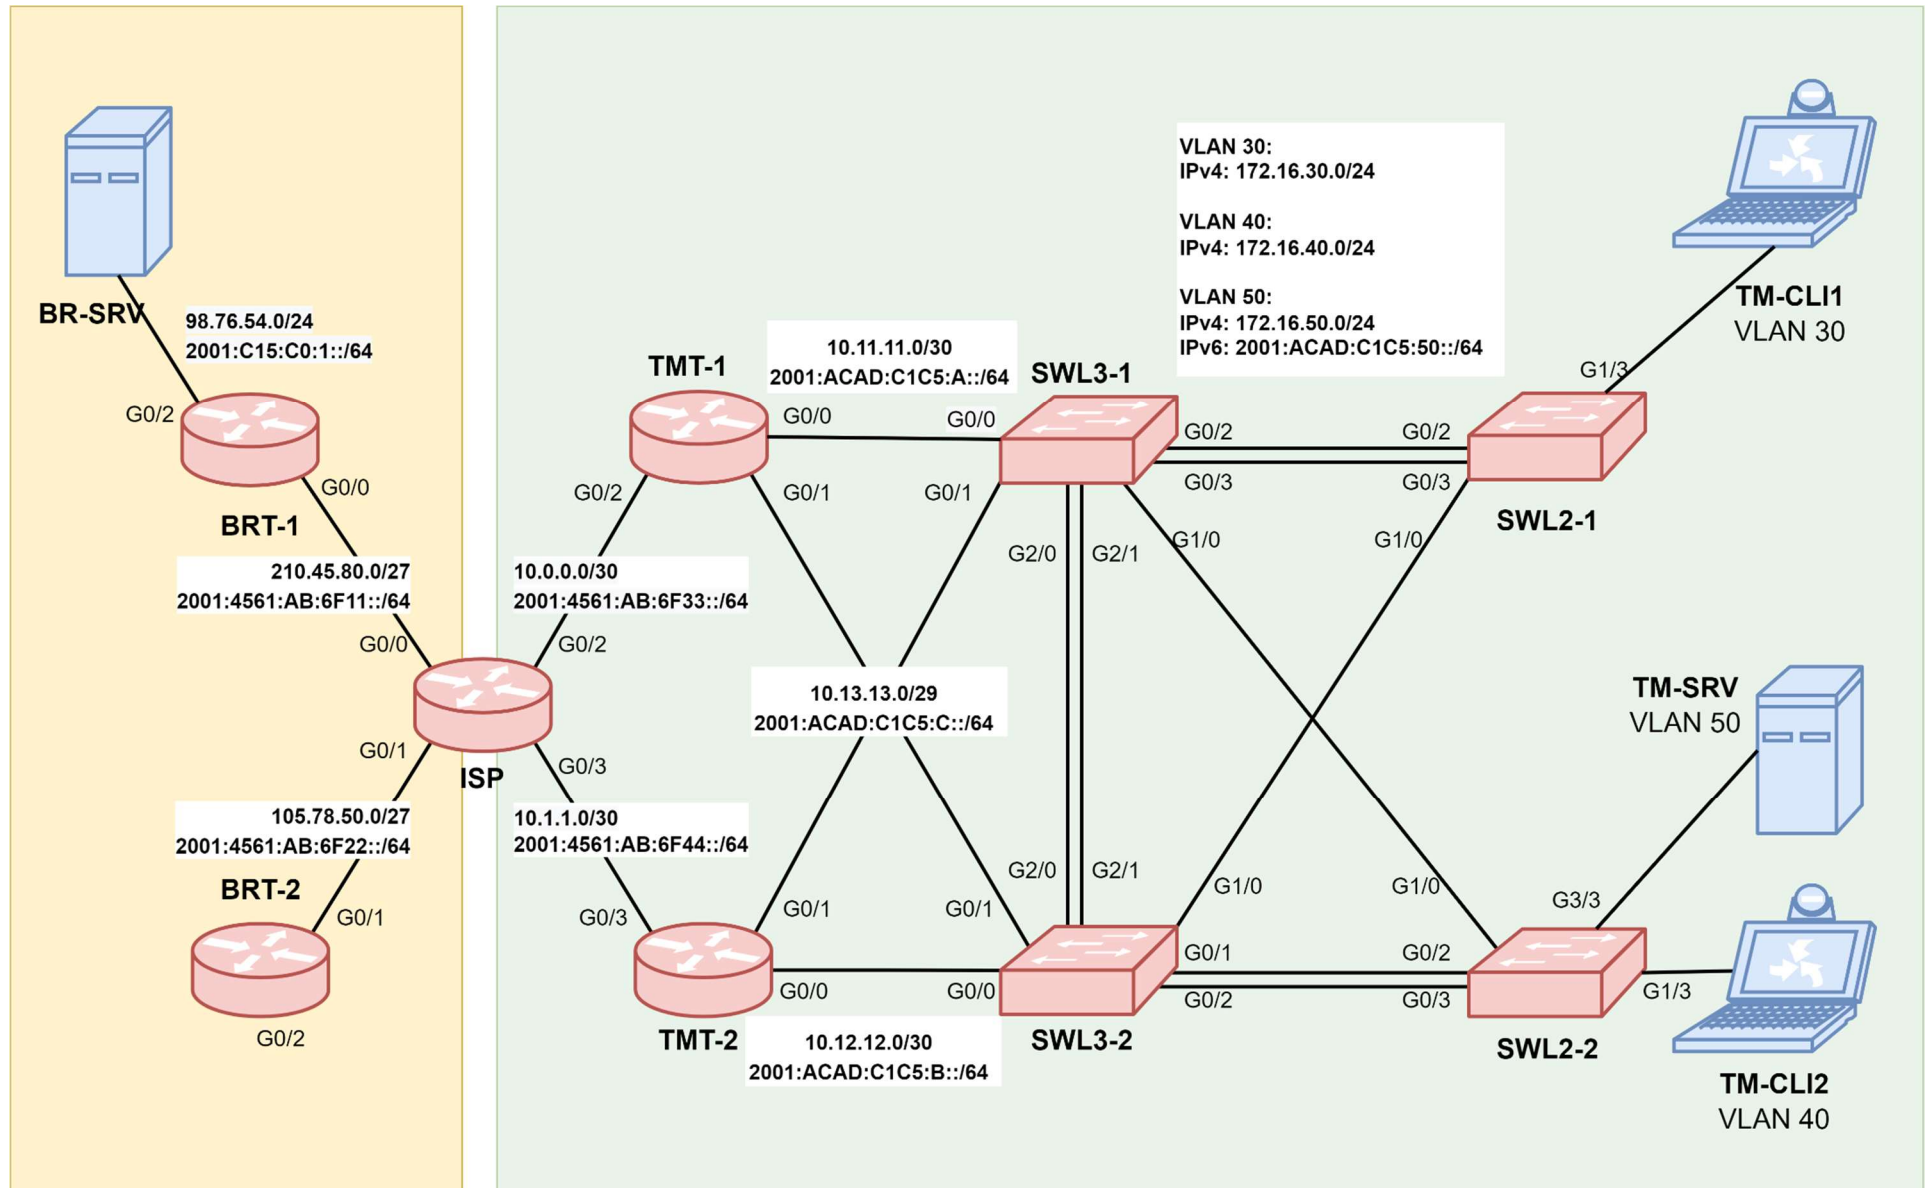 BR-SRV
98.76.54.0/24
2001:C15:C0:1::/64
G0/2
G0/0
BRT-1
210.45.80.0/27
2001:4561:AB:6F11::/64
G0/0
G0/1
ISP
105.78.50.0/27
2001:4561:AB:6F22::/64
BRT-2
G0/1
G0/2
10.0.0.0/30
2001:4561:AB:6F33::/64
G0/2
G0/3
10.1.1.0/30
2001:4561:AB:6F44::/64
TMT-1
G0/2
G0/0
G0/1
10.11.11.0/30
2001:ACAD:C1C5:A::/64
G0/0
G0/1
SWL3-1
G0/2
G0/3
G2/0
G2/1
G1/0
10.13.13.0/29
2001:ACAD:C1C5:C::/64
G0/3
G0/1
G0/0
TMT-2
10.12.12.0/30
2001:ACAD:C1C5:B::/64
G0/1
G0/0
G2/0
G2/1
G1/0
G0/1
G0/2
SWL3-2
VLAN 30:
IPv4: 172.16.30.0/24
VLAN 40:
IPv4: 172.16.40.0/24
VLAN 50:
IPv4: 172.16.50.0/24
IPv6: 2001:ACAD:C1C5:50::/64
G0/2
G0/3
G1/0
G1/3
SWL2-1
TM-CLI1
VLAN 30
TM-SRV
VLAN 50
G1/0
G0/2
G0/3
G3/3
G1/3
SWL2-2
TM-CLI2
VLAN 40